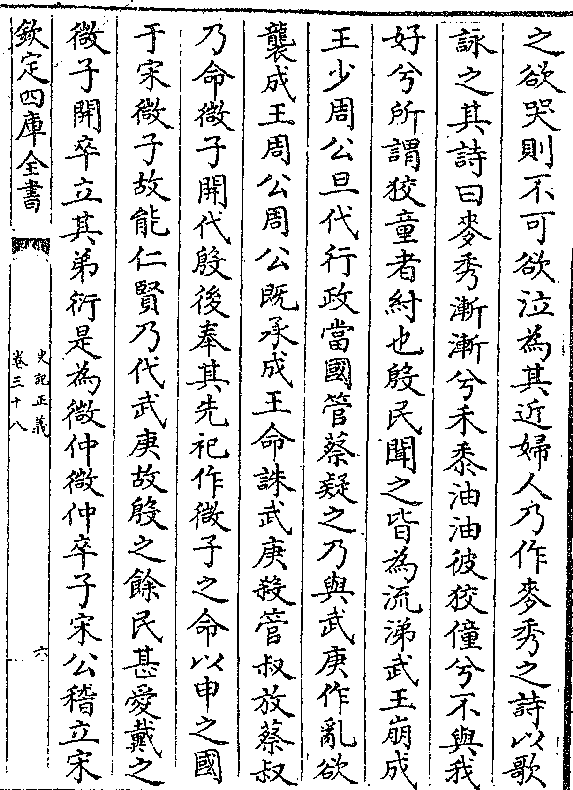 之欲哭則不可欲泣為其近婦人乃作麥秀之詩以歌
詠之其詩曰麥秀漸漸兮禾黍油油彼狡僮兮不與我
好兮所謂狡童者紂也殷民聞之皆為流涕武王崩成
王少周公旦代行政當國管蔡疑之乃與武庚作亂欲
襲成王周公周公既承成王命誅武庚殺管叔放蔡叔
乃命微子開代殷後奉其先祀作微子之命以申之國
于宋微子故能仁賢乃代武庚故殷之餘民甚愛戴之
微子開卒立其弟衍是為微仲微仲卒子宋公稽立宋
欽定四庫全書
史記正義
卷三十八
六